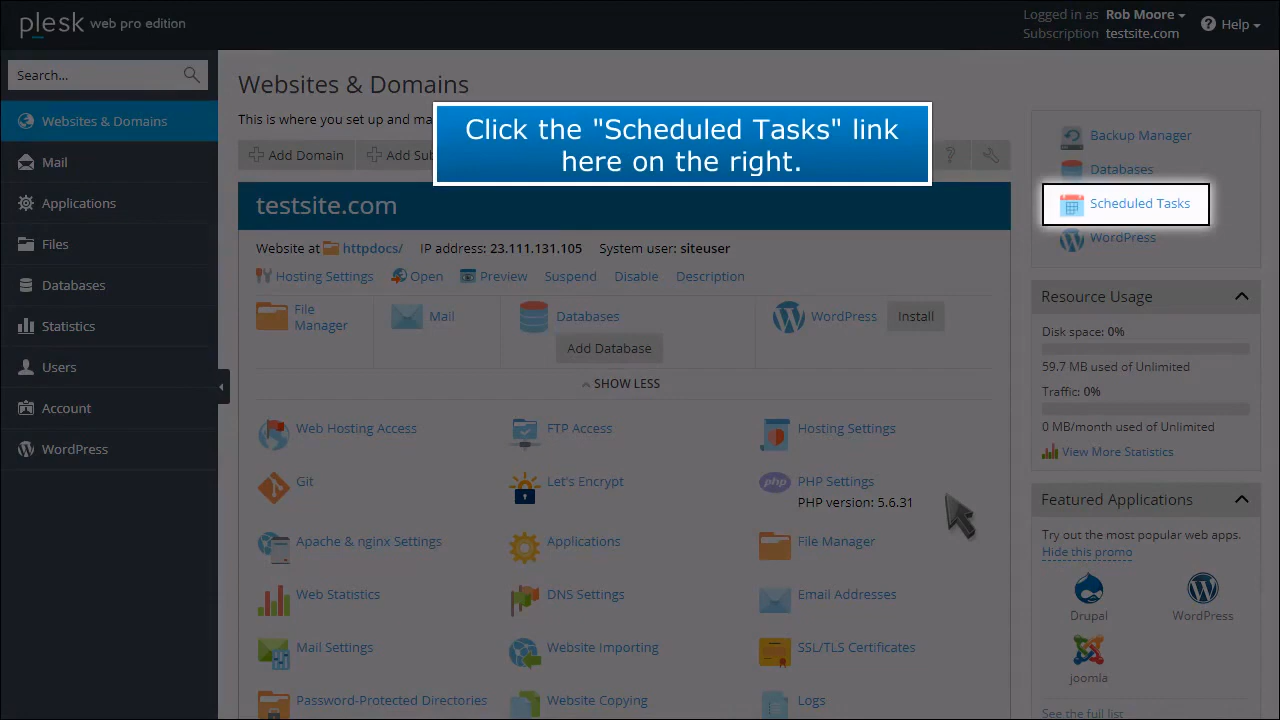 plesk web pro edition
Logged in as Rob Moore
Subscription testsite.com
Help
Search...
Websites & Domains
Mail
Applications
Files
Databases
Statistics
Users
Account
WordPress
Websites & Domains
This is where you set up and ma
Click the "Scheduled Tasks" link
here on the right.
Add Domain
Add Sub
?
testsite.com
Website at httpdocs/ IP address: 23.111.131.105 System user: siteuser
Hosting Settings Open Preview Suspend Disable Description
File
Manager
Mail
Databases
Add Database
WordPress
Install
SHOW LESS
Web Hosting Access
FTP Access
Hosting Settings
Git
Let's Encrypt
php
PHP Settings
PHP version: 5.6.31
Apache & nginx Settings
Applications
File Manager
Web Statistics
DNS Settings
Email Addresses
Mail Settings
Website Importing
SSL/TLS Certificates
Password-Protected Directories
Website Copying
Logs
Backup Manager
Databases
Scheduled Tasks
WordPress
Resource Usage
Disk space: 0%
59.7 MB used of Unlimited
Traffic: 0%
0 MB/month used of Unlimited
View More Statistics
Featured Applications
Try out the most popular web apps.
Hide this promo
Drupal
WordPress
joomla
See the full list